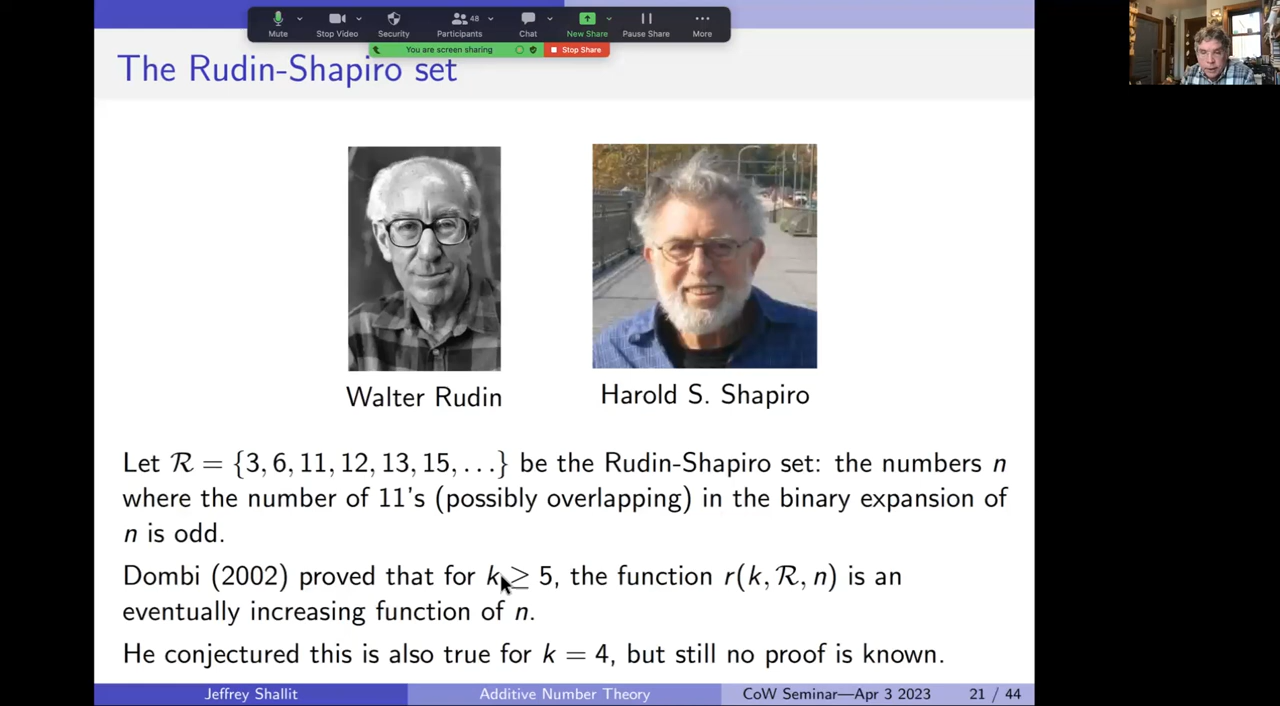 48
Mute
Stop Video
Security
Participants
Chat
New Share
Pause Share
More
You are screen sharing
Stop Share
The Rudin-Shapiro set
Walter Rudin
Harold S. Shapiro
Let ℛ = {3, 6, 11, 12, 13, 15, . . .} be the Rudin-Shapiro set: the numbers n
where the number of 11's (possibly overlapping) in the binary expansion of
n is odd.
Dombi (2002) proved that for k ≥ 5, the function r(k, ℛ, n) is an
eventually increasing function of n.
He conjectured this is also true for k = 4, but still no proof is known.
Jeffrey Shallit
Additive Number Theory
CoW Seminar—Apr 3 2023
21 / 44